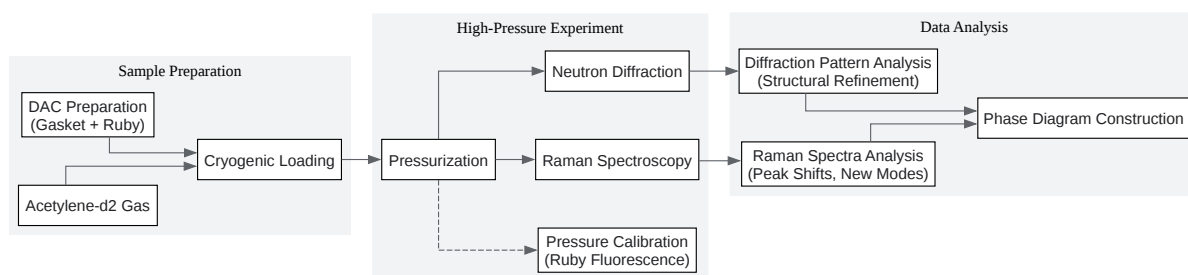 Sample Preparation
DAC Preparation
(Gasket + Ruby)
Acetylene-d2 Gas
Cryogenic Loading
High-Pressure Experiment
Pressurization
Neutron Diffraction
Raman Spectroscopy
Pressure Calibration
(Ruby Fluorescence)
Data Analysis
Diffraction Pattern Analysis
(Structural Refinement)
Raman Spectra Analysis
(Peak Shifts, New Modes)
Phase Diagram Construction